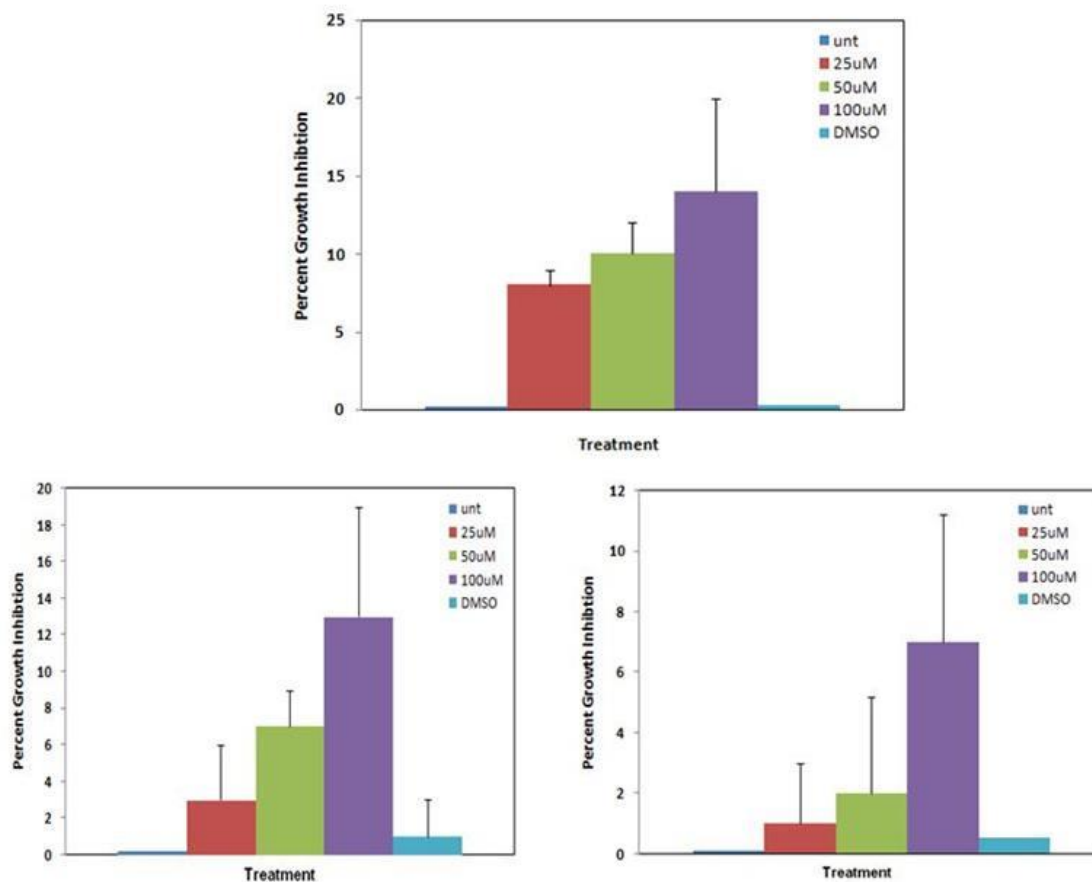 25
20
15
10
5
0
Percent Growth Inhibtion
unt
25uM
50uM
100uM
DMSO
Treatment
20
18
16
14
12
10
8
6
4
2
0
Percent Growth Inhibtion
unt
25uM
50uM
100uM
DMSO
Treatment
12
10
8
6
4
2
0
Percent Growth Inhibtion
unt
25uM
50uM
100uM
DMSO
Treatment